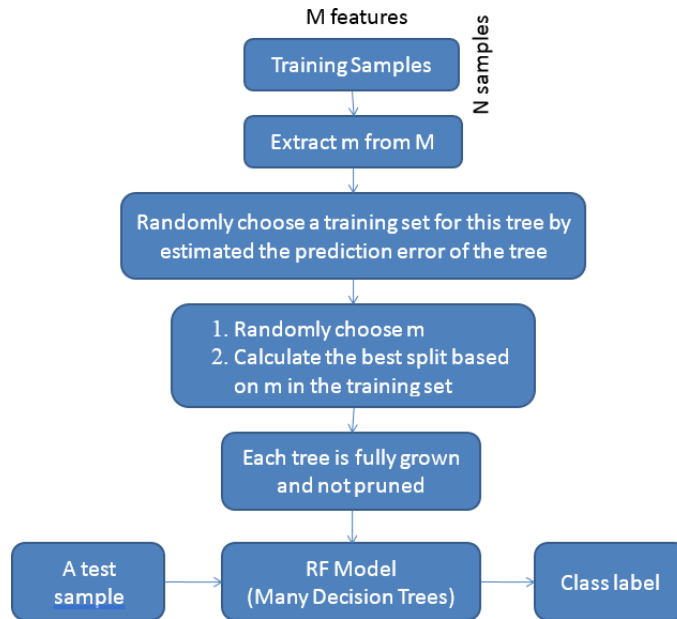 M features
Training Samples
N samples
Extract m from M
Randomly choose a training set for this tree by
estimated the prediction error of the tree
1. Randomly choose m
2. Calculate the best split based
on m in the training set
Each tree is fully grown
and not pruned
A test
sample
RF Model
(Many Decision Trees)
Class label